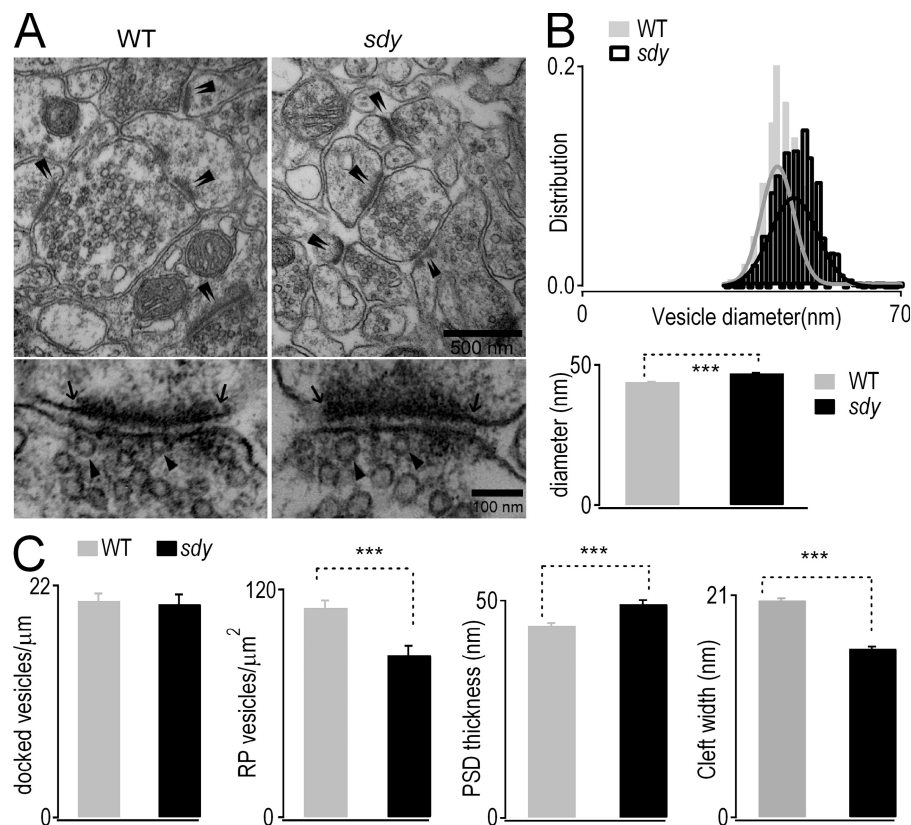 A
WT
sdy
500 nm
100 nm
B
WT
sdy
0.2
Distribution
0.0
0
Vesicle diameter(nm)
70
50
diameter (nm)
0
***
WT
sdy
C
WT
sdy
22
docked vesicles/μm
0
120
RP vesicles/μm²
0
***
50
PSD thickness (nm)
0
***
21
Cleft width (nm)
0
***